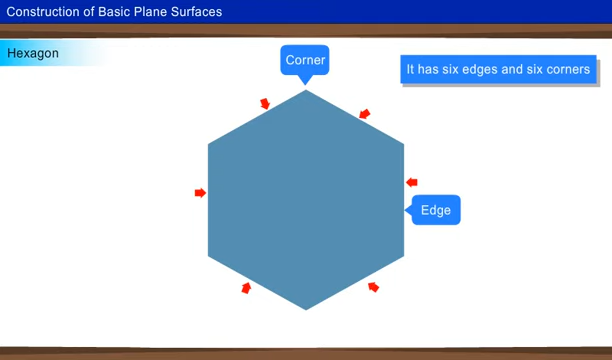 Construction of Basic Plane Surfaces
Hexagon
Corner
It has six edges and six corners
Edge